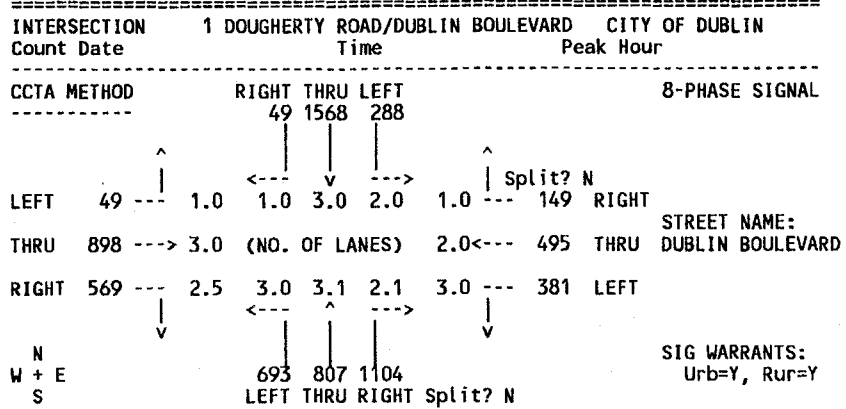 ==============================================================================
INTERSECTION 1 DOUGHERTY ROAD/DUBLIN BOULEVARD CITY OF DUBLIN
Count Date Time Peak Hour
------------------------------------------------------------------------------
CCTA METHOD RIGHT THRU LEFT 8-PHASE SIGNAL
----------- 49 1568 288
^ ^
<--- v ---> Split? N
LEFT 49 --- 1.0 1.0 3.0 2.0 1.0 --- 149 RIGHT
STREET NAME:
THRU 898 ---> 3.0 (NO. OF LANES) 2.0<--- 495 THRU DUBLIN BOULEVARD
RIGHT 569 --- 2.5 3.0 3.1 2.1 3.0 --- 381 LEFT
<--- ^ --->
v v
N SIG WARRANTS:
W + E 693 807 1104 Urb=Y, Rur=Y
S LEFT THRU RIGHT Split? N